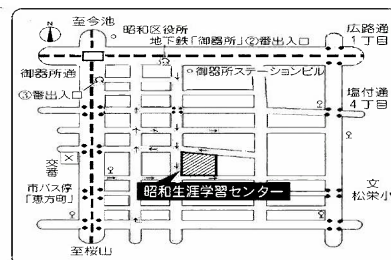 至今池
昭和区役所
地下鉄「御器所」②番出入口
広路通
1丁目
N
御器所通
御器所ステーションビル
③番出入口
塩付通
4丁目
交番
市バス停
「恵方町」
昭和生涯学習センター
文
松栄小
至桜山